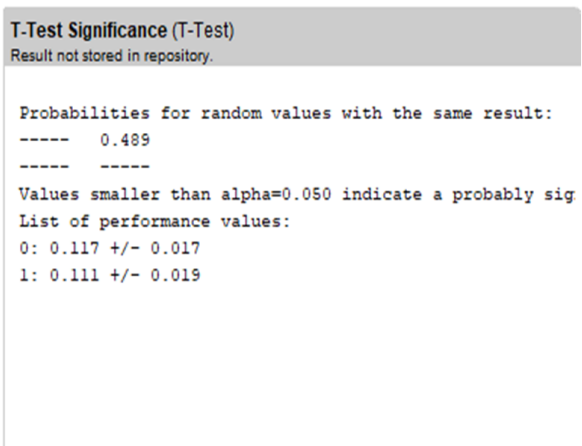 T-Test Significance (T-Test)
Result not stored in repository.
Probabilities for random values with the same result:
----- 0.489
----- -----
Values smaller than alpha=0.050 indicate a probably
List of performance values:
0: 0.117 +/- 0.017
1: 0.111 +/- 0.019